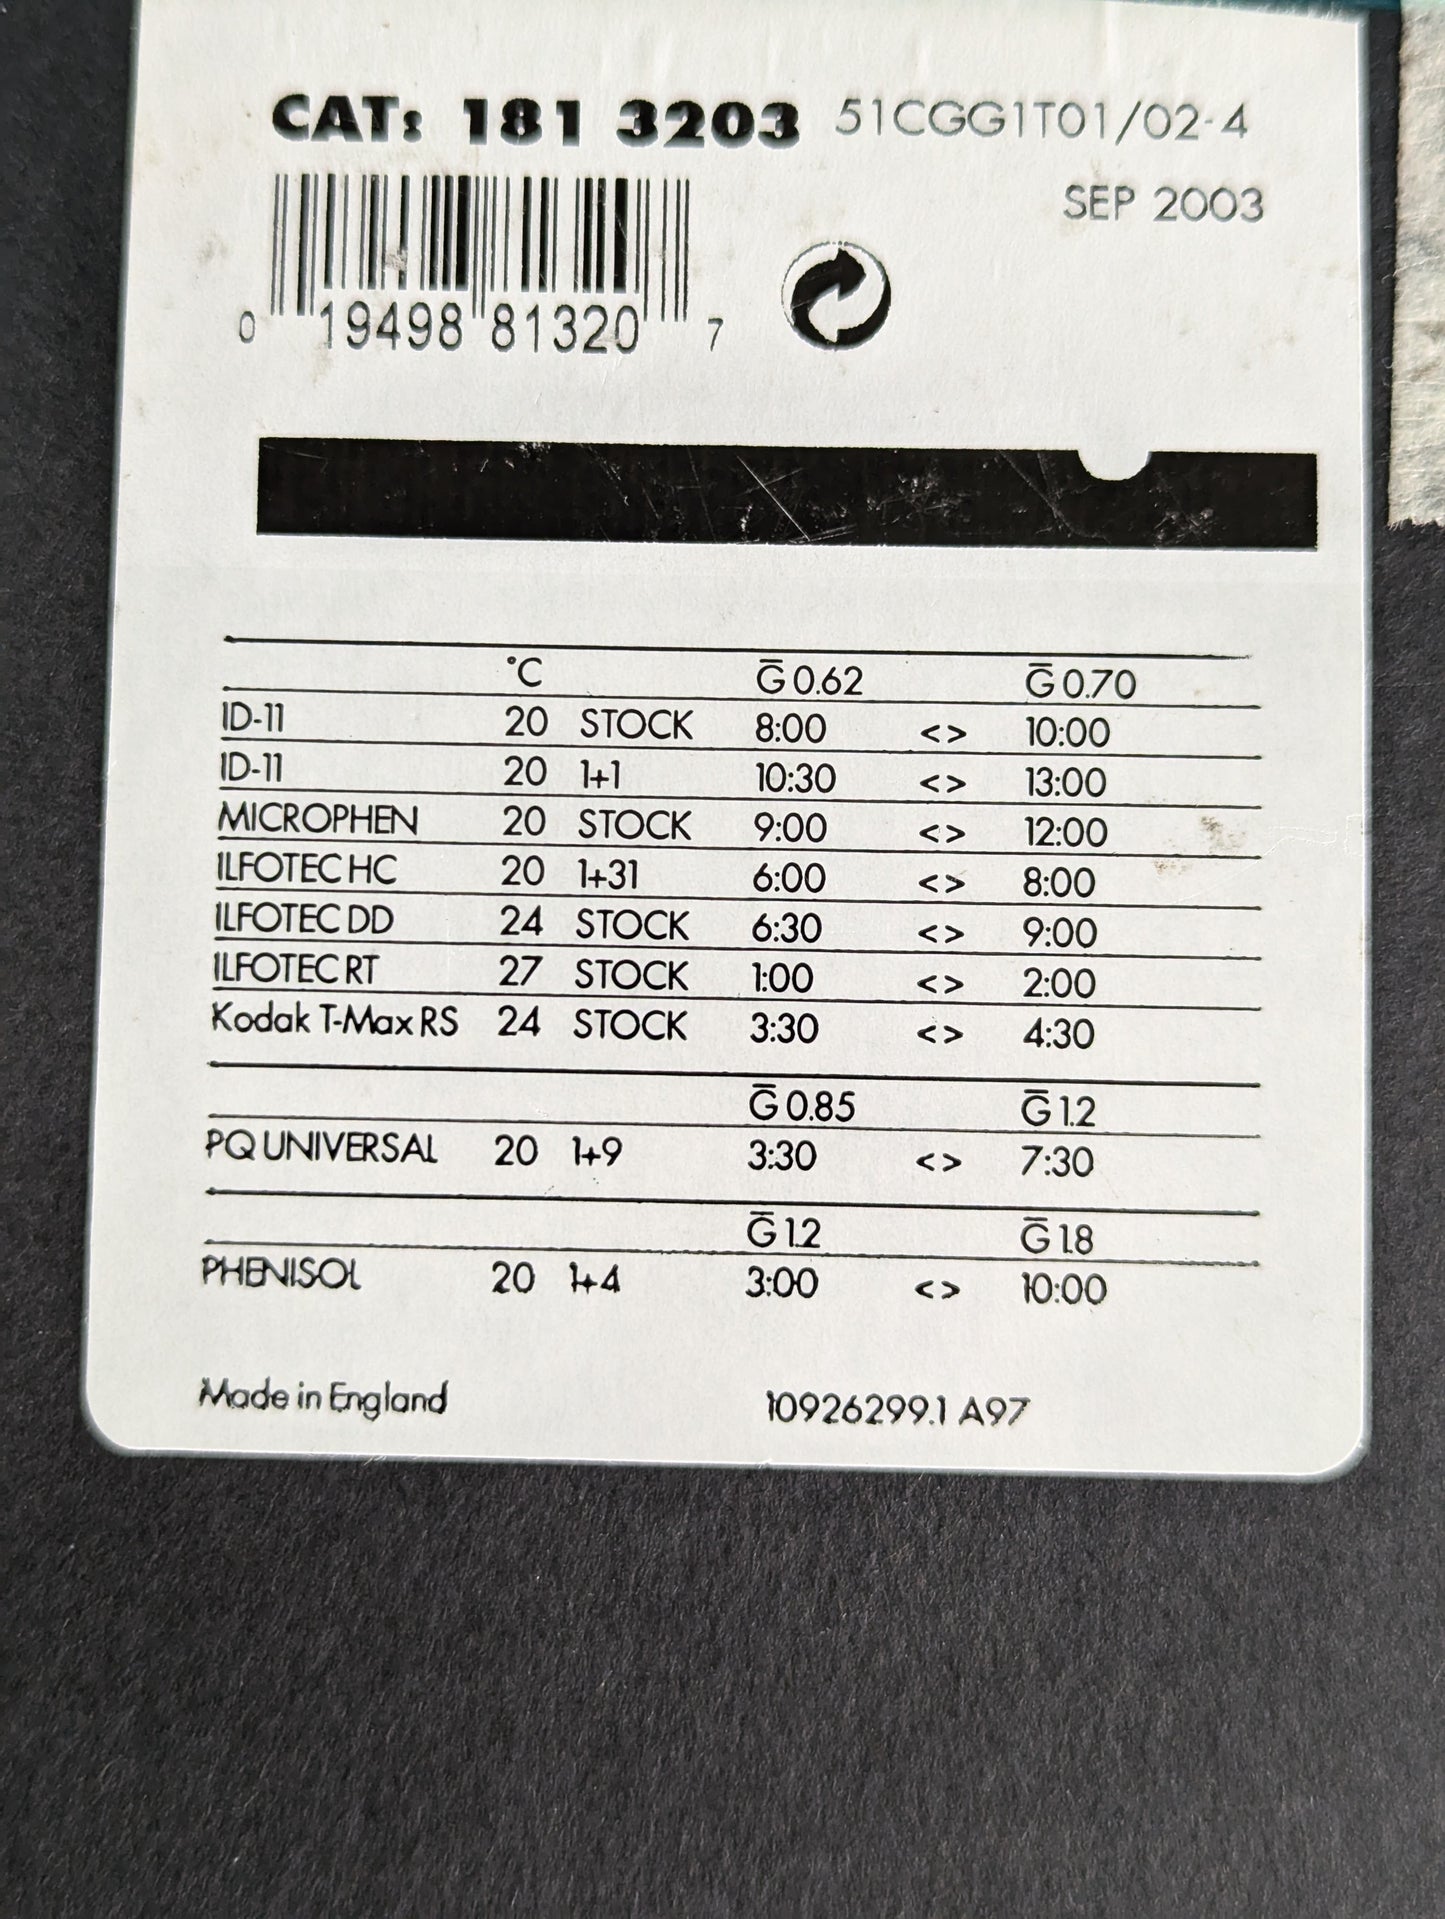 CAT: 181 3203 51CGG1T01/02-4
SEP 2003
0 19498 81320 7
°C G̅ 0.62 G̅ 0.70
ID-11 20 STOCK 8:00 <> 10:00
ID-11 20 1+1 10:30 <> 13:00
MICROPHEN 20 STOCK 9:00 <> 12:00
ILFOTEC HC 20 1+31 6:00 <> 8:00
ILFOTEC DD 24 STOCK 6:30 <> 9:00
ILFOTEC RT 27 STOCK 1:00 <> 2:00
Kodak T-Max RS 24 STOCK 3:30 <> 4:30
G̅ 0.85 G̅ 1.2
PQ UNIVERSAL 20 1+9 3:30 <> 7:30
G̅ 1.2 G̅ 1.8
PHENISOL 20 1+4 3:00 <> 10:00
Made in England 10926299.1 A97